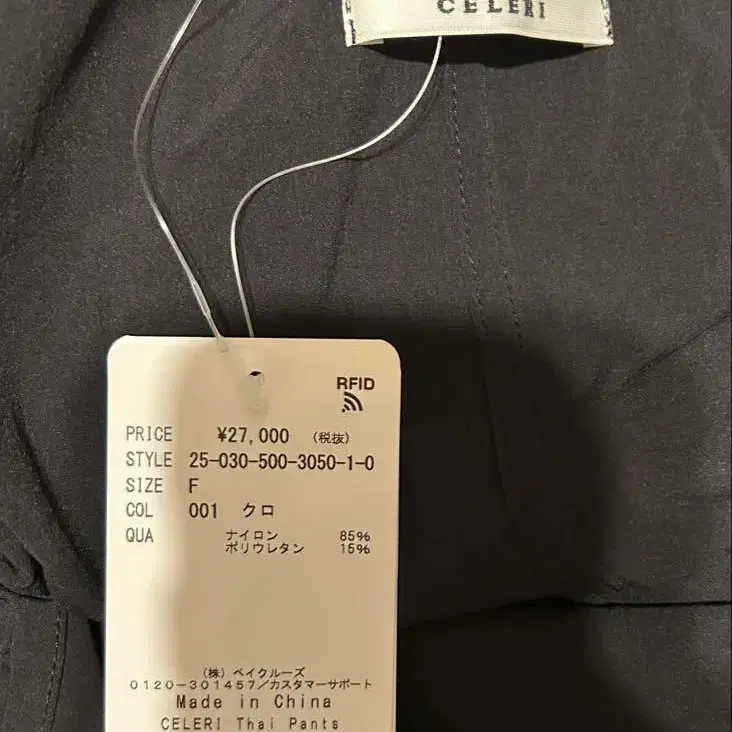 CELERI
RFID
PRICE ¥27,000 (税抜)
STYLE 25-030-500-3050-1-0
SIZE F
COL 001 クロ
QUA ナイロン 85%
ポリウレタン 15%
(株) ベイクルーズ
0120-301457/カスタマーサポート
Made in China
CELERI Thai Pants